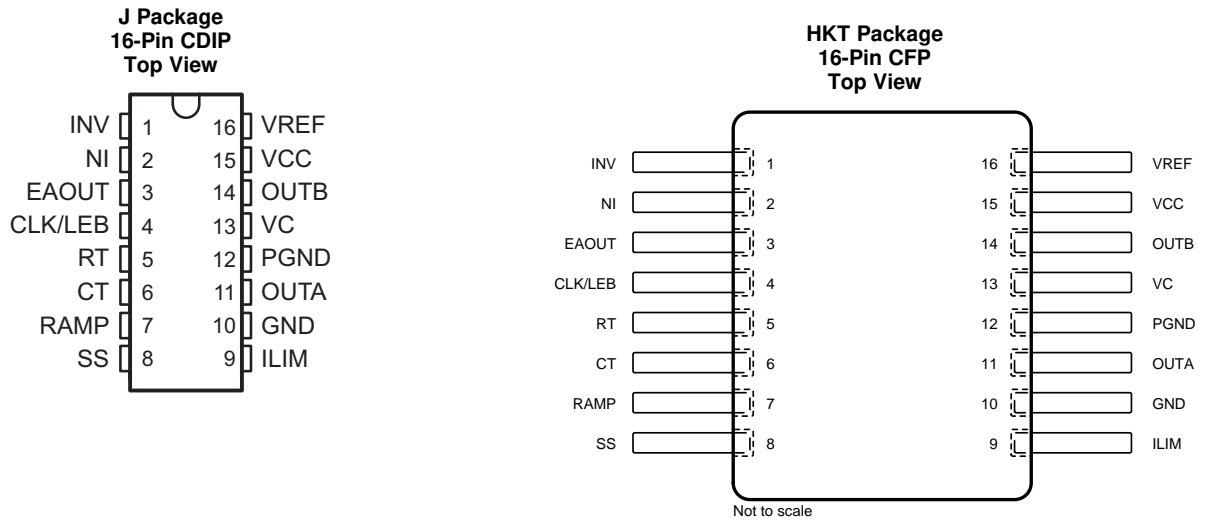 J Package
16-Pin CDIP
Top View
INV 1 16 VREF
NI 2 15 VCC
EAOUT 3 14 OUTB
CLK/LEB 4 13 VC
RT 5 12 PGND
CT 6 11 OUTA
RAMP 7 10 GND
SS 8 9 ILIM
HKT Package
16-Pin CFP
Top View
INV 1 16 VREF
NI 2 15 VCC
EAOUT 3 14 OUTB
CLK/LEB 4 13 VC
RT 5 12 PGND
CT 6 11 OUTA
RAMP 7 10 GND
SS 8 9 ILIM
Not to scale